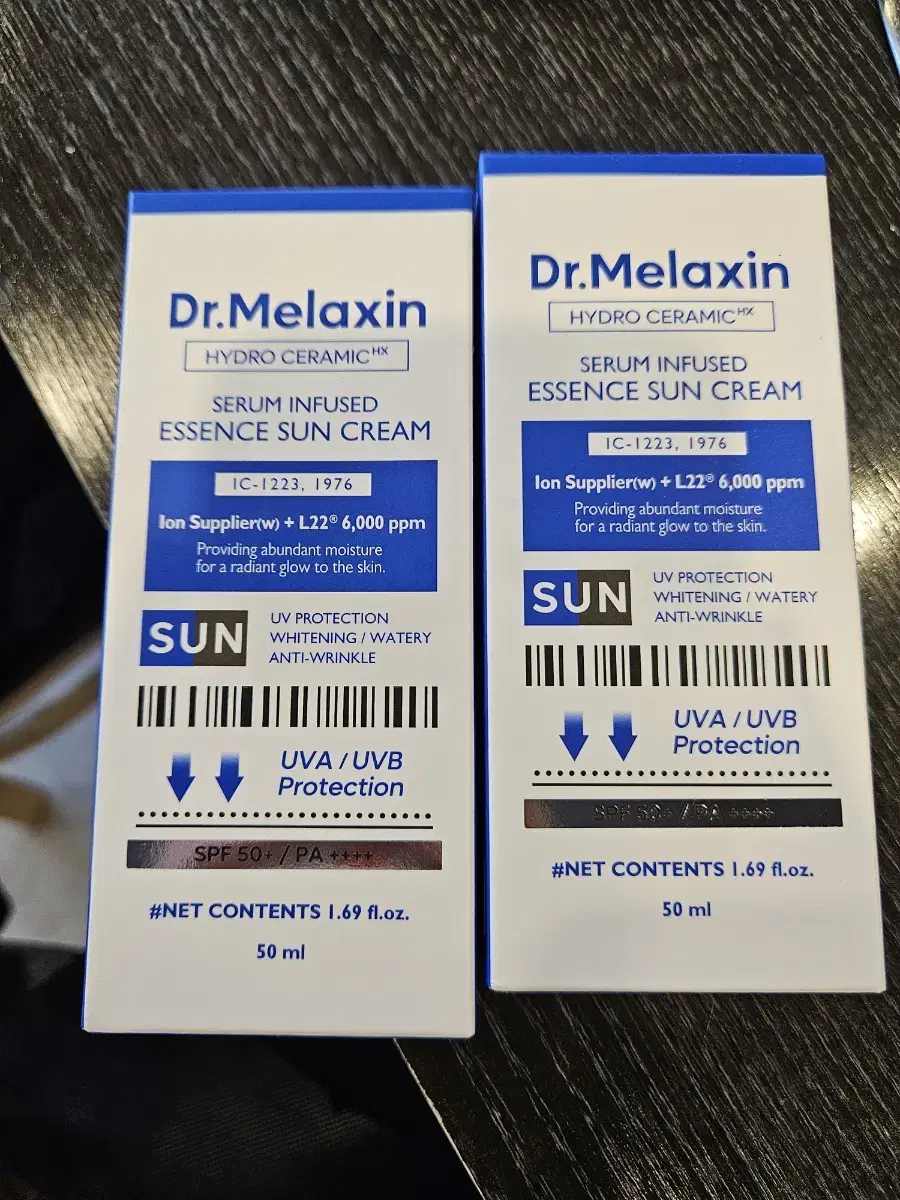 Dr.Melaxin
HYDRO CERAMIC HX
SERUM INFUSED
ESSENCE SUN CREAM
IC-1223, 1976
Ion Supplier(w) + L22® 6,000 ppm
Providing abundant moisture
for a radiant glow to the skin.
SUN
UV PROTECTION
WHITENING / WATERY
ANTI-WRINKLE
UVA / UVB
Protection
SPF 50+ / PA ++++
#NET CONTENTS 1.69 fl.oz.
50 ml
Dr.Melaxin
HYDRO CERAMIC HX
SERUM INFUSED
ESSENCE SUN CREAM
IC-1223, 1976
Ion Supplier(w) + L22® 6,000 ppm
Providing abundant moisture
for a radiant glow to the skin.
SUN
UV PROTECTION
WHITENING / WATERY
ANTI-WRINKLE
UVA / UVB
Protection
SPF 50+ / PA ++++
#NET CONTENTS 1.69 fl.oz.
50 ml